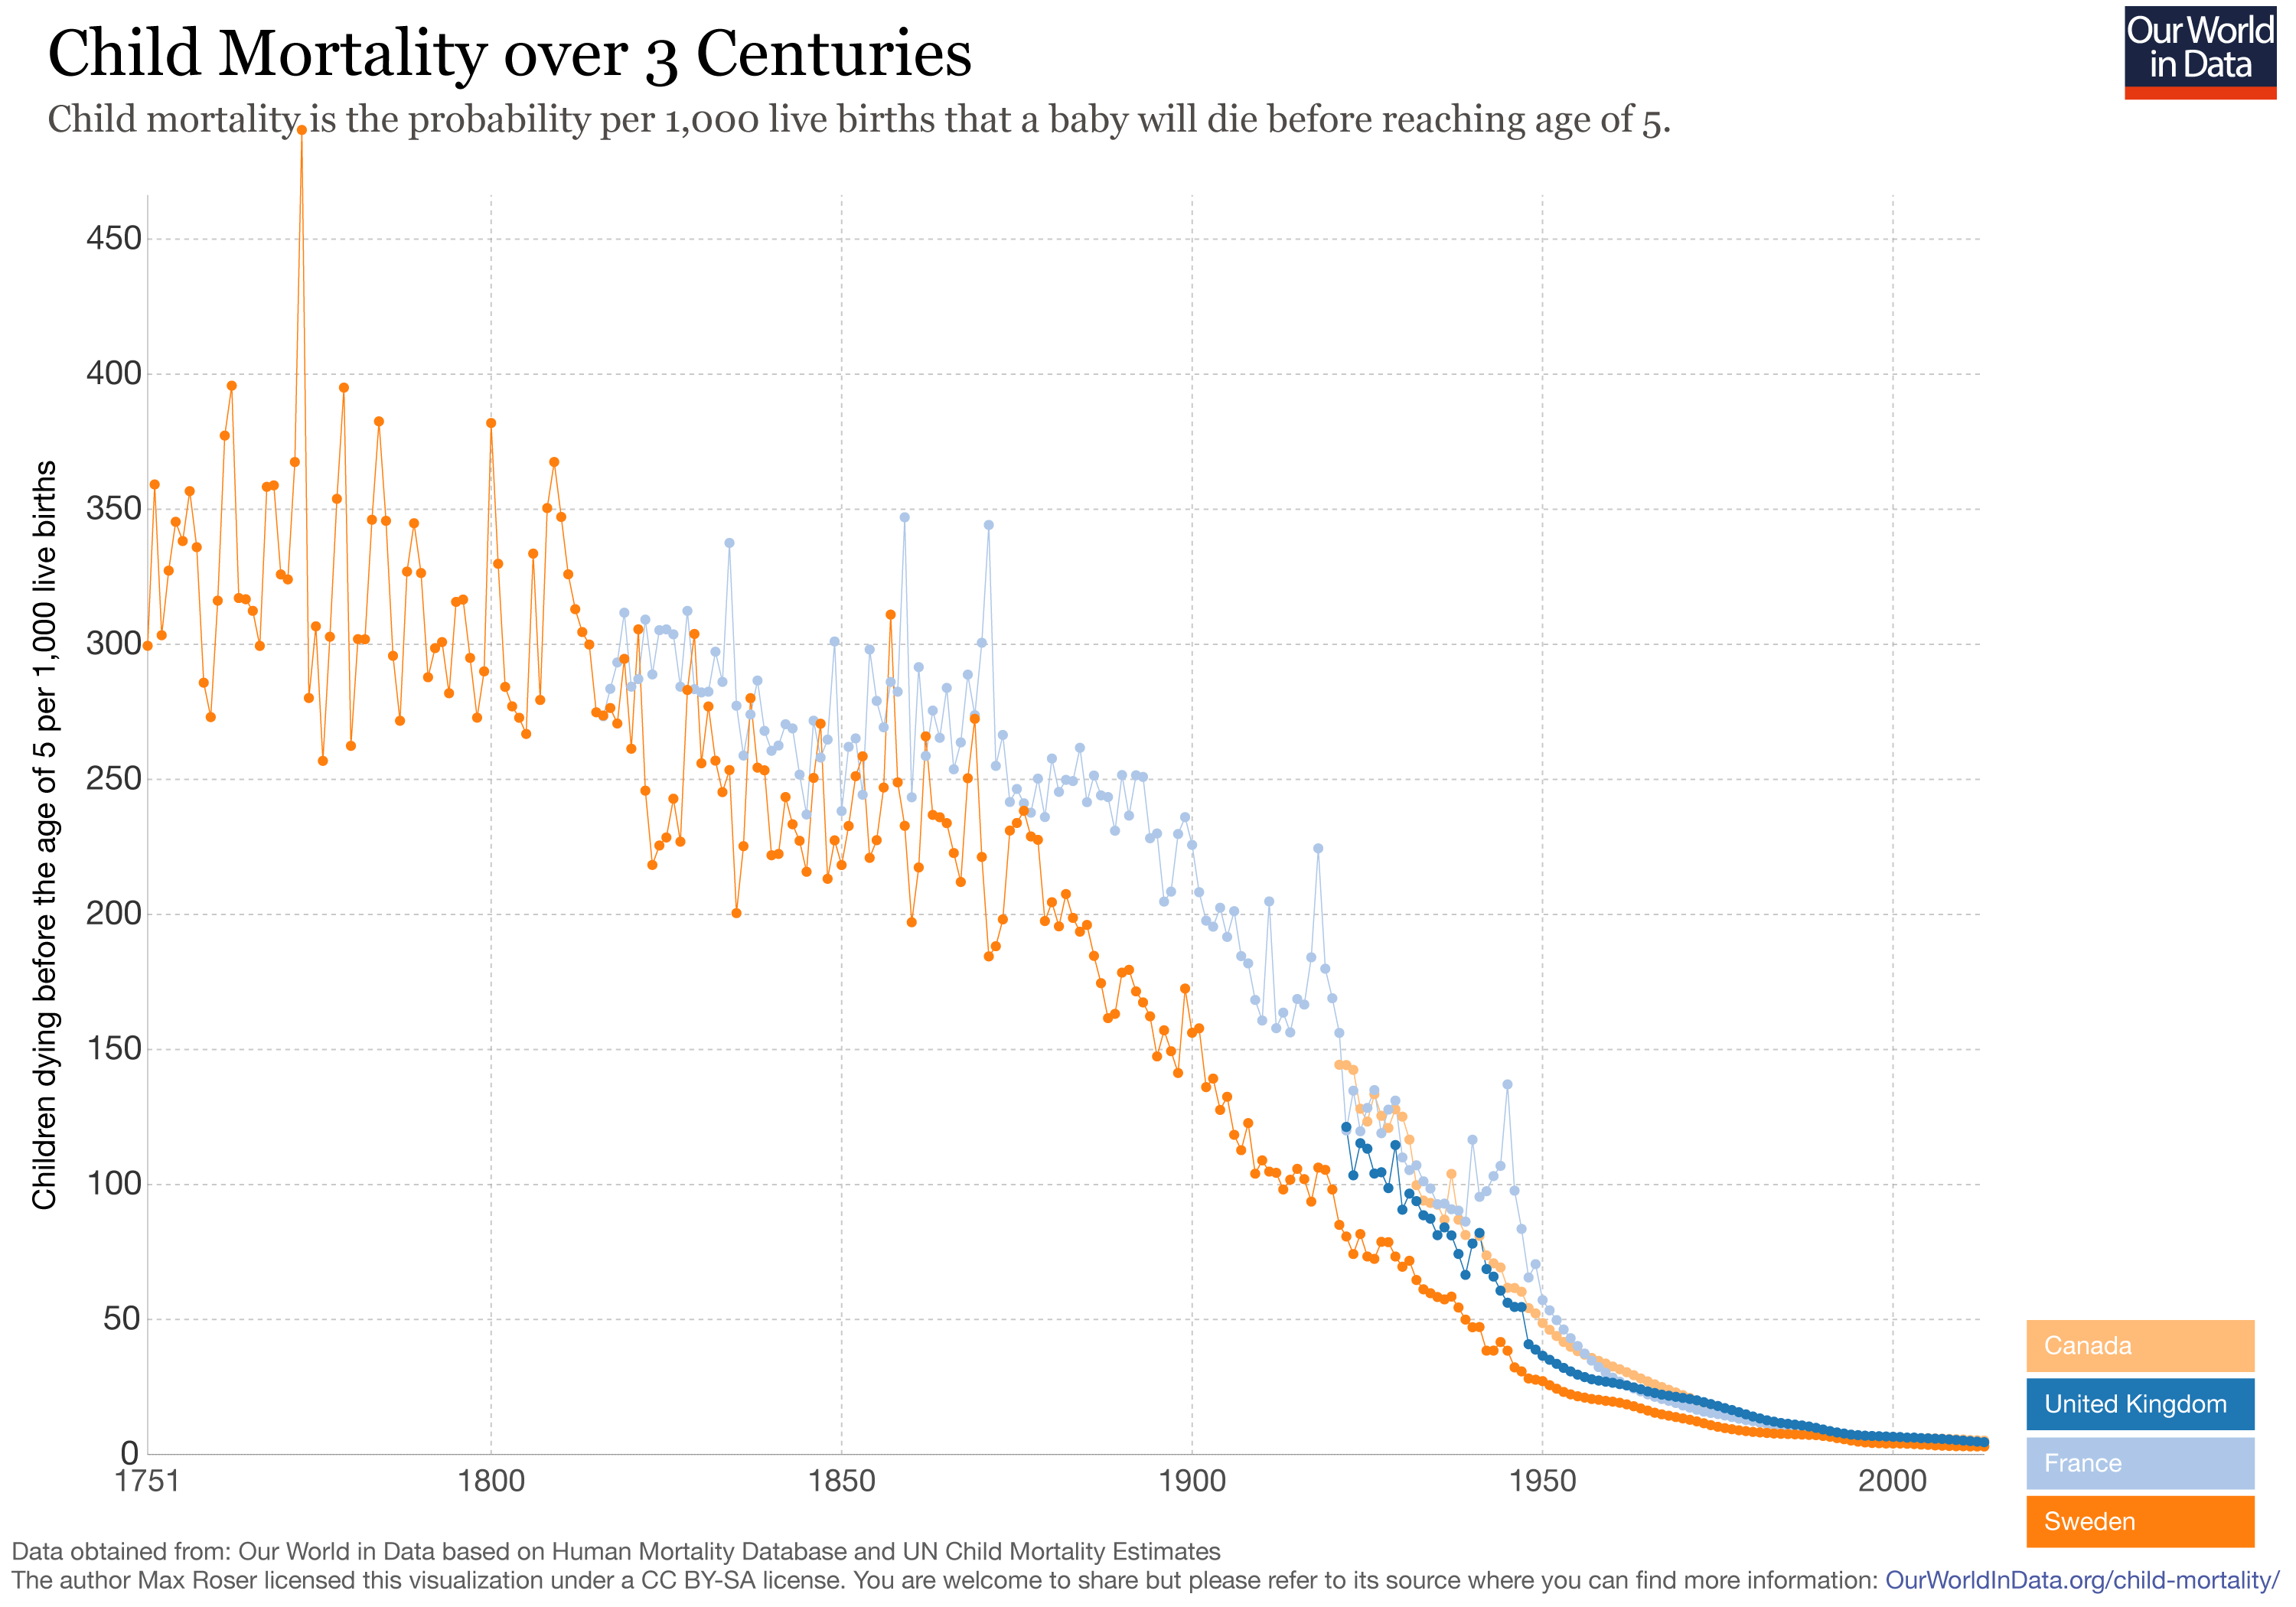 Child Mortality over 3 Centuries
Child mortality is the probability per 1,000 live births that a baby will die before reaching age of 5.
Our World
in Data
Children dying before the age of 5 per 1,000 live births
450
400
350
300
250
200
150
100
50
0
1751
1800
1850
1900
1950
2000
Canada
United Kingdom
France
Sweden
Data obtained from: Our World in Data based on Human Mortality Database and UN Child Mortality Estimates
The author Max Roser licensed this visualization under a CC BY-SA license. You are welcome to share but please refer to its source where you can find more information: OurWorldInData.org/child-mortality/